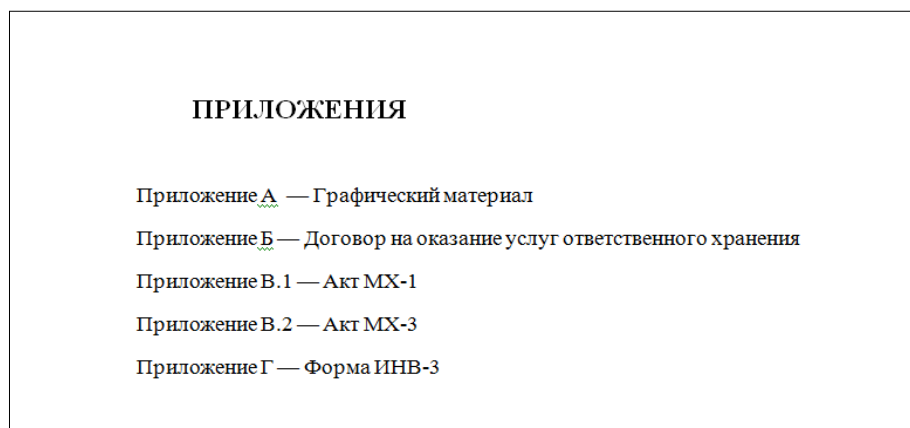 ПРИЛОЖЕНИЯ
Приложение А — Графический материал
Приложение Б — Договор на оказание услуг ответственного хранения
Приложение В.1 — Акт МХ-1
Приложение В.2 — Акт МХ-3
Приложение Г — Форма ИНВ-3